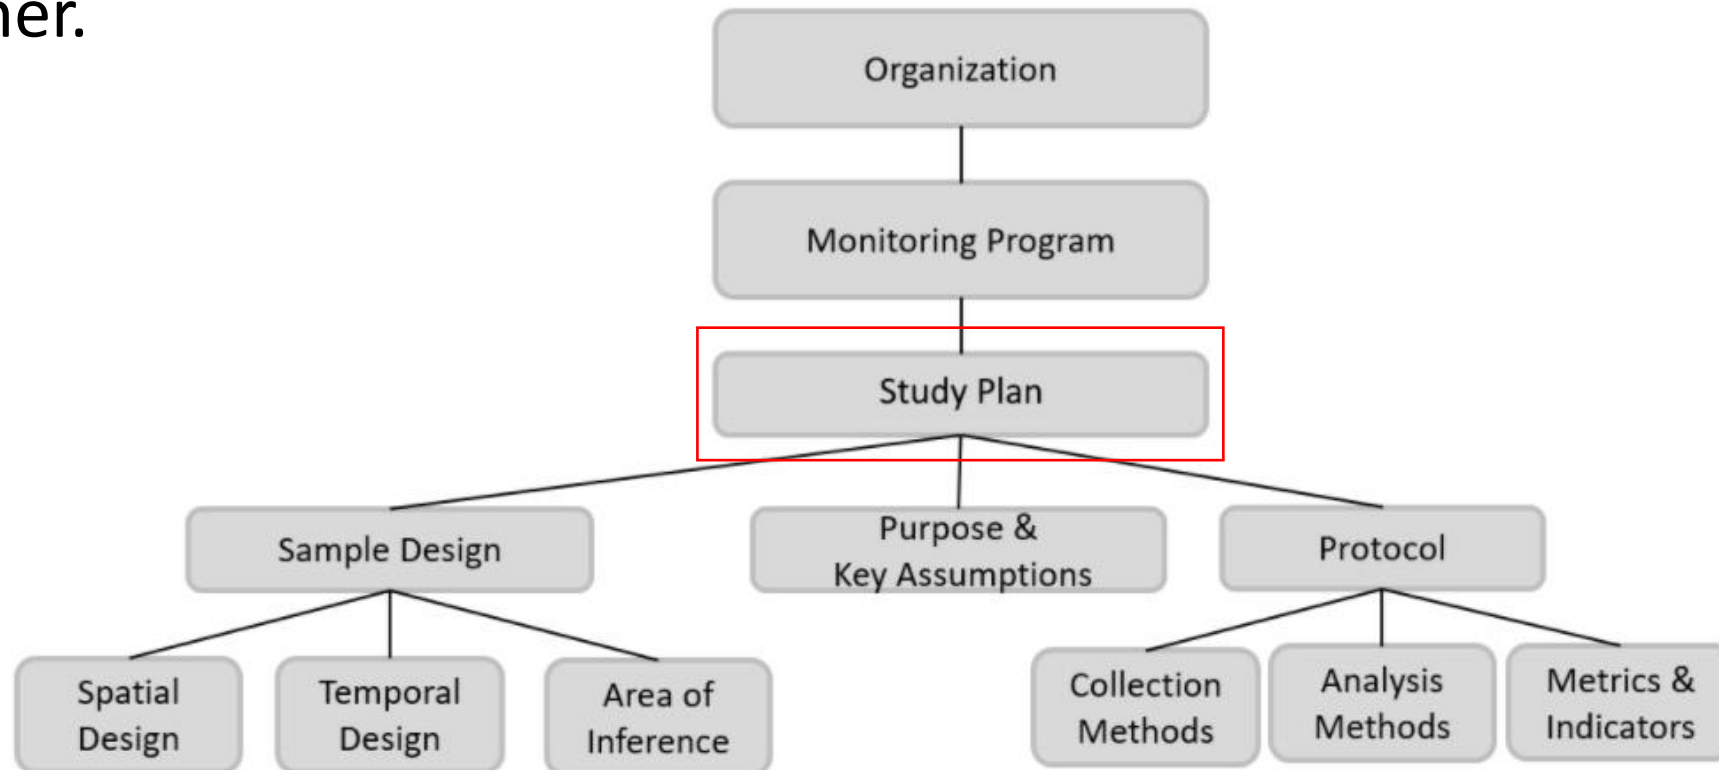 ner.
Organization
Monitoring Program
Study Plan
Sample Design
Purpose &
Key Assumptions
Protocol
Spatial
Design
Temporal
Design
Area of
Inference
Collection
Methods
Analysis
Methods
Metrics &
Indicators